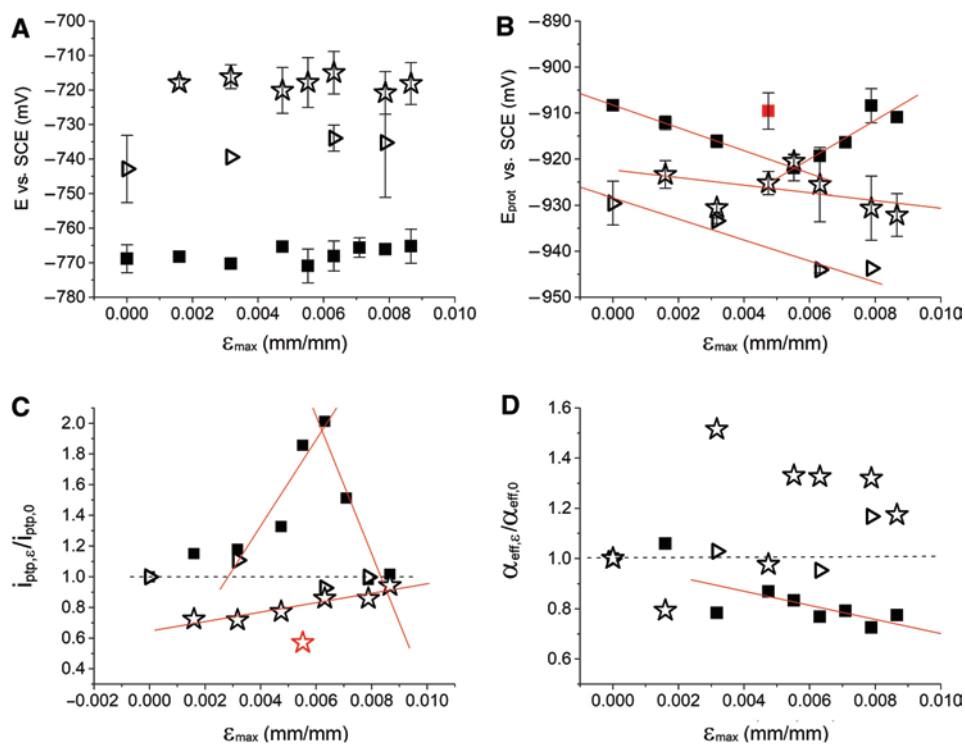 A
B
−700
−710
−720
−730
−740
−750
−760
−770
−780
E vs· SCE (mV)
0.000 0.002 0.004 0.006 0.008 0.010
εmax (mm/mm)
−890
−900
−910
−920
−930
−940
−950
Eprot vs· SCE (mV)
0.000 0.002 0.004 0.006 0.008 0.010
εmax (mm/mm)
C
D
2.0
1.8
1.6
1.4
1.2
1.0
0.8
0.6
0.4
iptp,ε/iptp,0
−0.002 0.000 0.002 0.004 0.006 0.008 0.010
εmax (mm/mm)
1.6
1.4
1.2
1.0
0.8
0.6
αeff,ε/αeff,0
0.000 0.002 0.004 0.006 0.008 0.010
εmax (mm/mm)